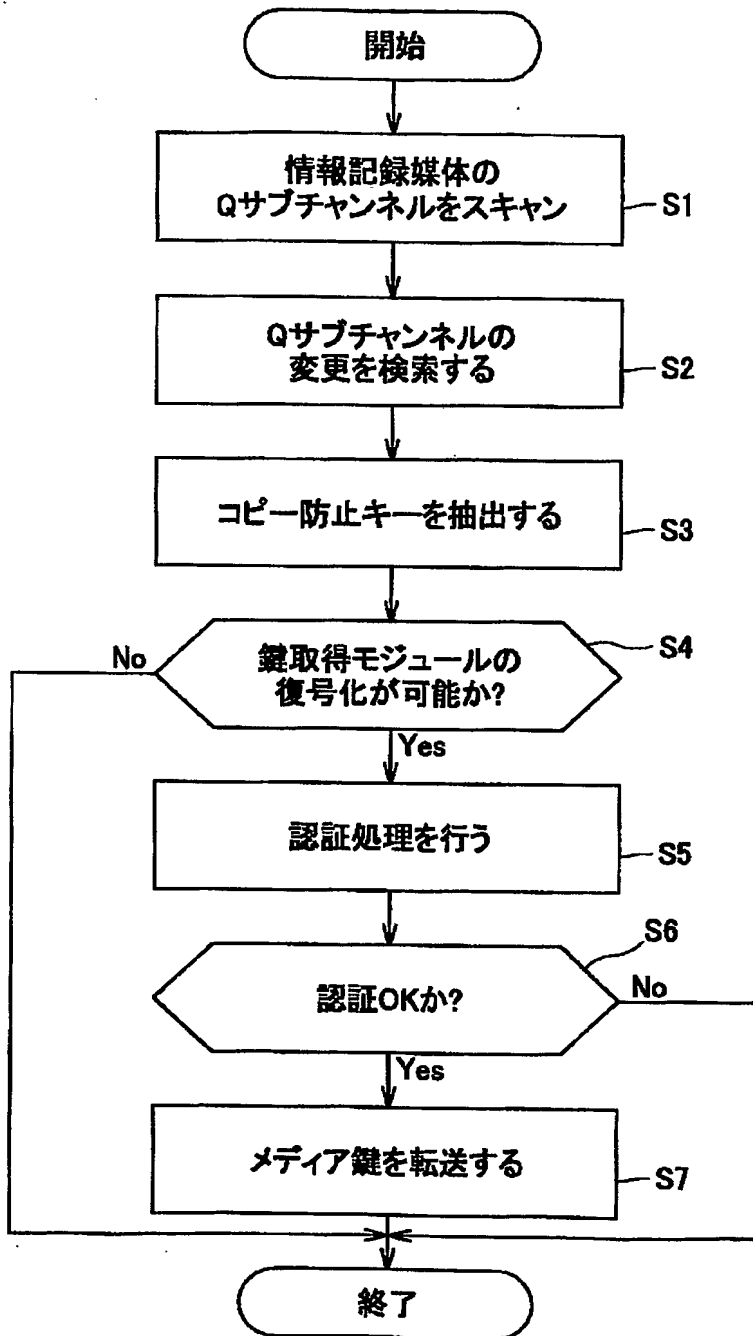 開始
情報記録媒体の
Qサブチャンネルをスキャン
S1
Qサブチャンネルの
変更を検索する
S2
コピー防止キーを抽出する
S3
鍵取得モジュールの
復号化が可能か?
S4
No
Yes
認証処理を行う
S5
認証OKか?
S6
No
Yes
メディア鍵を転送する
S7
終了